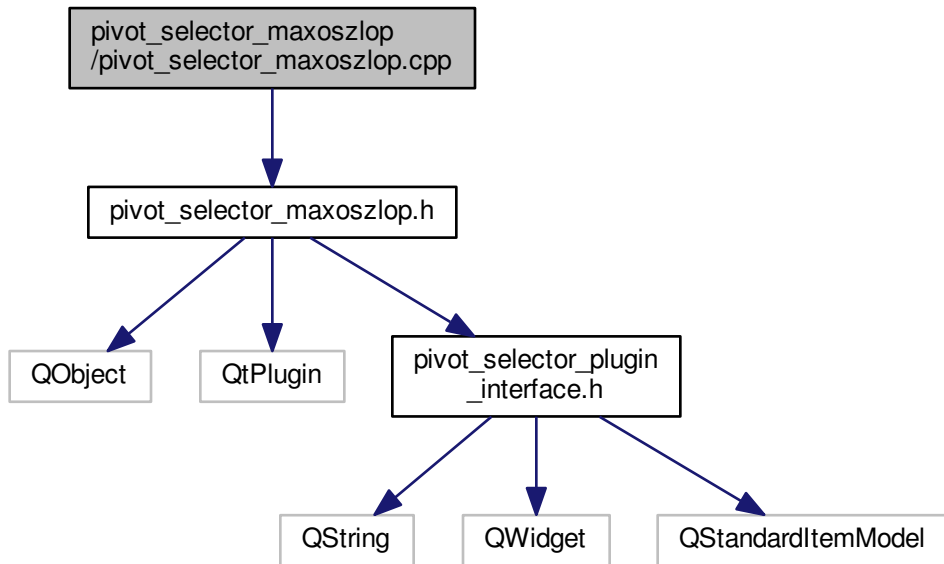 pivot_selector_maxoszlop
/pivot_selector_maxoszlop.cpp
pivot_selector_maxoszlop.h
QObject
QtPlugin
pivot_selector_plugin
_interface.h
QString
QWidget
QStandardItemModel